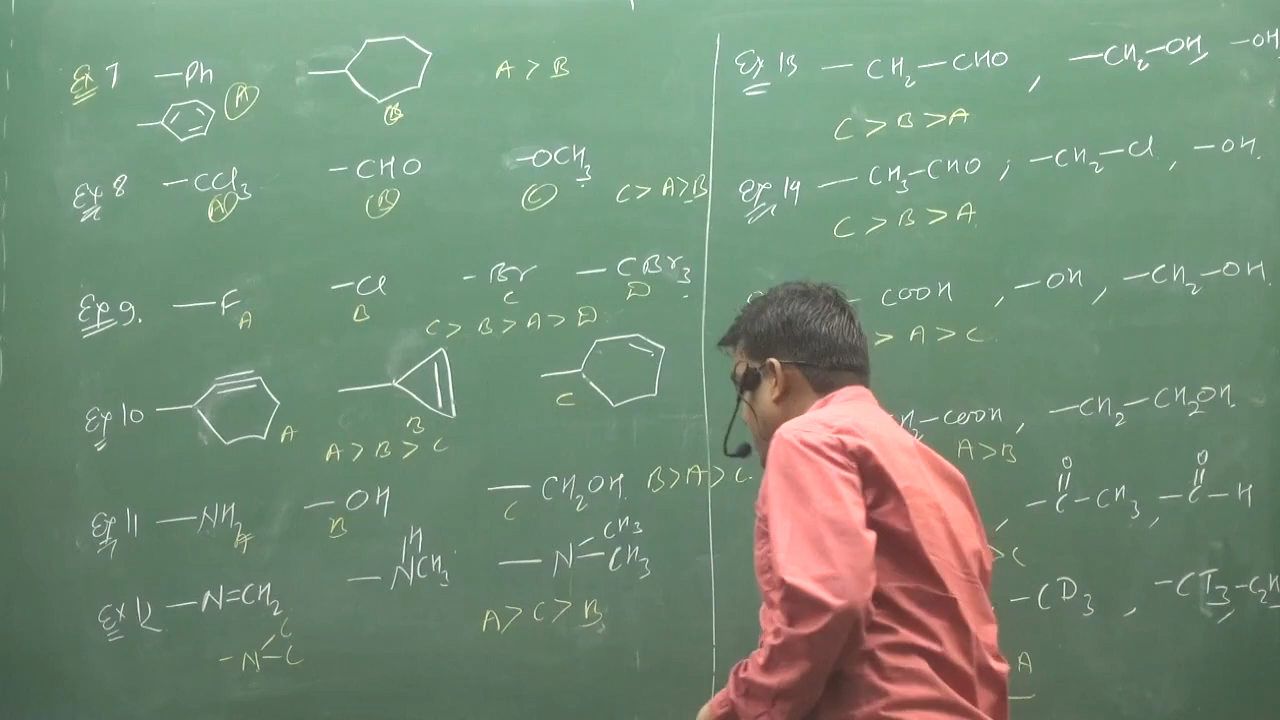 Ex 7 —Ph A > B
A B
Ex 8 —CCl3 —CHO —OCH3
A B C C > A > B
Ex 9. —F —Cl —Br —CBr3
A B C D
C > B > A > D
Ex 10 A B C
A > B > C
Ex 11 —NH2 —OH —CH2OH B > A > C.
A B C
Ex 12 —N=CH2 —NCH3 —N—CH3
H CH3
A > C > B
C
—N—C
Ex 13 —CH2—CHO , —CH2—OH, —OH
C > B > A
Ex 14 —CH3—CHO ; —CH2—Cl , —OH.
C > B > A
COOH , —OH , —CH2—OH.
> A > C.
—COOH , —CH2—CH2OH
A > B
O O
, —C—CH3 , —C—H
> C
—CD3 , —CT3,
A